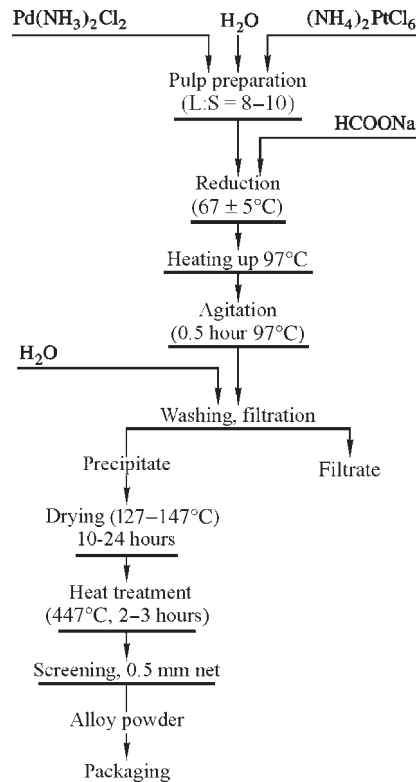 Pd(NH₃)₂Cl₂ H₂O (NH₄)₂PtCl₆
Pulp preparation
(L:S = 8–10)
HCOONa
Reduction
(67 ± 5°C)
Heating up 97°C
Agitation
(0.5 hour 97°C)
H₂O
Washing, filtration
Precipitate
Filtrate
Drying (127–147°C)
10-24 hours
Heat treatment
(447°C, 2–3 hours)
Screening, 0.5 mm net
Alloy powder
Packaging